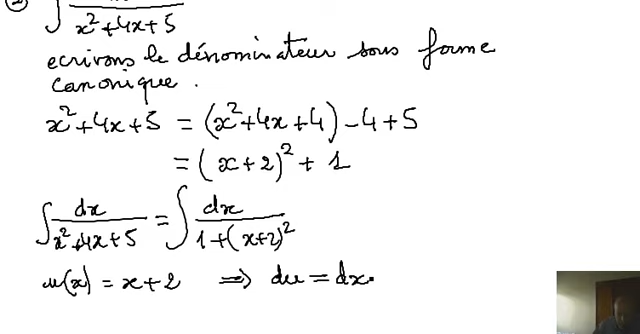 2) ∫ dx / (x² + 4x + 5)
ecrivons le dénominateur sous forme
canonique.
x² + 4x + 5 = (x² + 4x + 4) - 4 + 5
= (x + 2)² + 1
∫ dx / (x² + 4x + 5) = ∫ dx / (1 + (x + 2)²)
u(x) = x + 2 ⟹ du = dx.